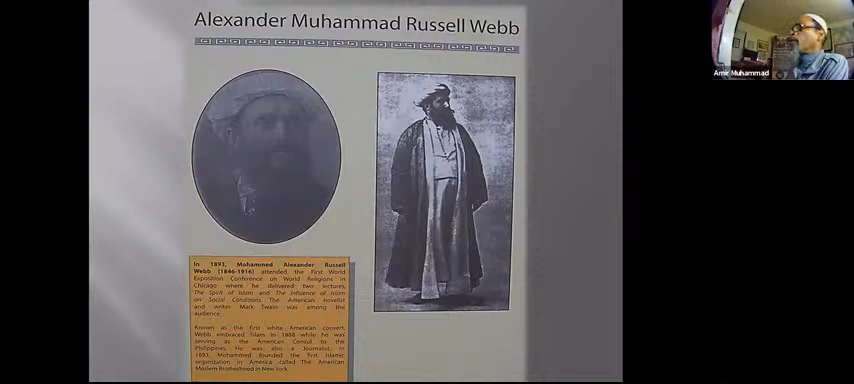 Alexander Muhammad Russell Webb
Amir Muhammad
In 1893, Mohammed Alexander Russell
Webb (1846-1916) attended the First World
Exposition Conference on World Religions in
Chicago where he delivered two lectures,
The Spirit of Islam and The Influence of Islam
on Social Conditions. The American novelist
and writer Mark Twain was among the
audience.
Known as the first white American convert,
Webb embraced Islam in 1888 while he was
serving as the American Consul to the
Philippines. He was also a Journalist. In
1893, Mohammed founded the first Islamic
organization in America called The American
Moslem Brotherhood in New York.